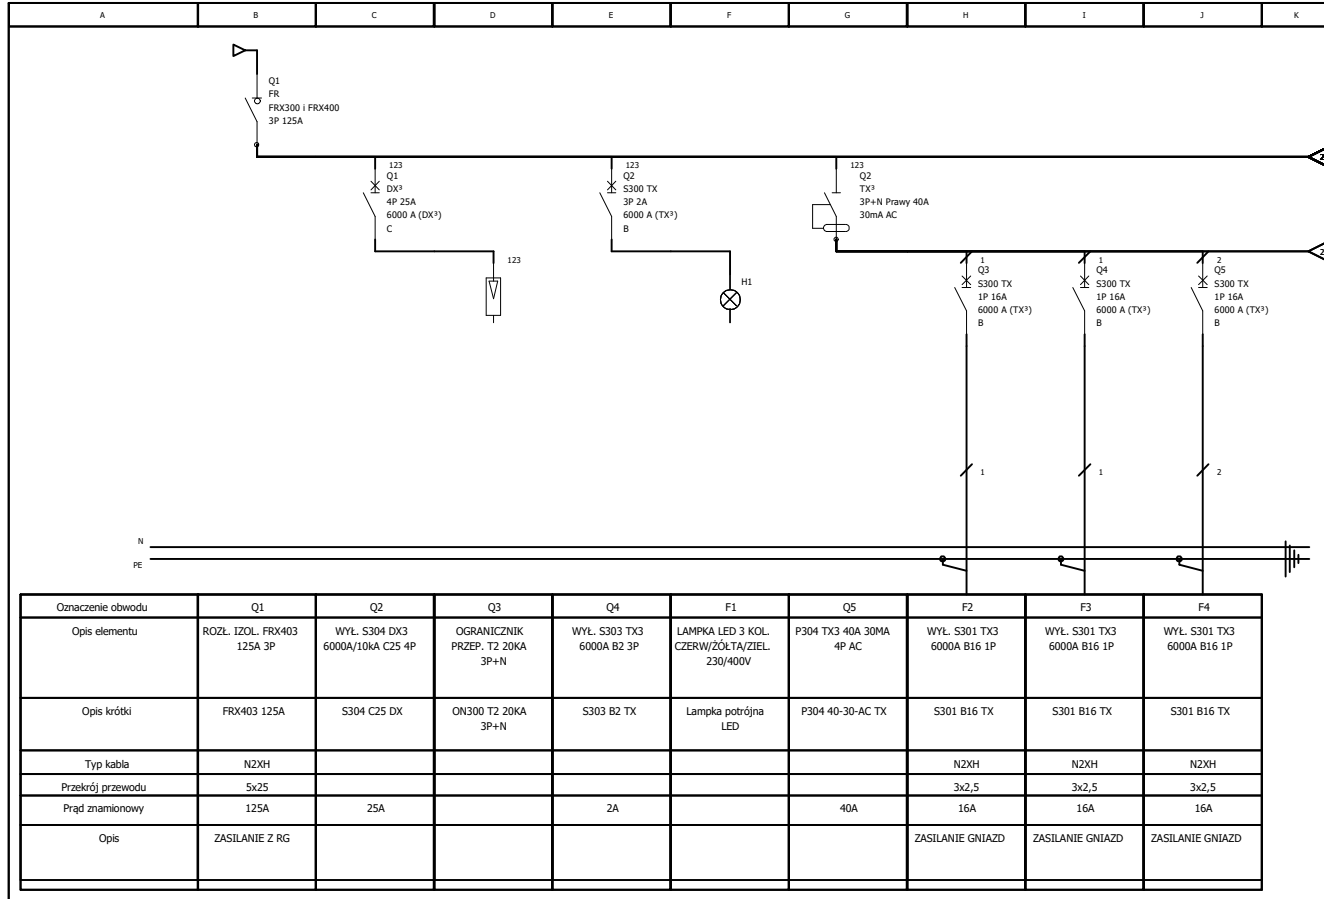 A B C D E F G H I J K
Q1
FR
FRX300 i FRX400
3P 125A
123
Q1
DX³
4P 25A
6000 A (DX³)
C
123
123
Q2
S300 TX
3P 2A
6000 A (TX³)
B
H1
123
Q2
TX³
3P+N Prawy 40A
30mA AC
1
Q3
S300 TX
1P 16A
6000 A (TX³)
B
1
Q4
S300 TX
1P 16A
6000 A (TX³)
B
2
Q5
S300 TX
1P 16A
6000 A (TX³)
B
2
2
1 1 2
N
PE
Oznaczenie obwodu Q1 Q2 Q3 Q4 F1 Q5 F2 F3 F4
Opis elementu ROZŁ. IZOL. FRX403 WYŁ. S304 DX3 OGRANICZNIK WYŁ. S303 TX3 LAMPKA LED 3 KOL. P304 TX3 40A 30MA WYŁ. S301 TX3 WYŁ. S301 TX3 WYŁ. S301 TX3
125A 3P 6000A/10kA C25 4P PRZEP. T2 20KA 6000A B2 3P CZERW/ŻÓŁTA/ZIEL. 4P AC 6000A B16 1P 6000A B16 1P 6000A B16 1P
3P+N 230/400V
Opis krótki FRX403 125A S304 C25 DX ON300 T2 20KA S303 B2 TX Lampka potrójna P304 40-30-AC TX S301 B16 TX S301 B16 TX S301 B16 TX
3P+N LED
Typ kabla N2XH N2XH N2XH N2XH
Przekrój przewodu 5x25 3x2,5 3x2,5 3x2,5
Prąd znamionowy 125A 25A 2A 40A 16A 16A 16A
Opis ZASILANIE Z RG ZASILANIE GNIAZD ZASILANIE GNIAZD ZASILANIE GNIAZD